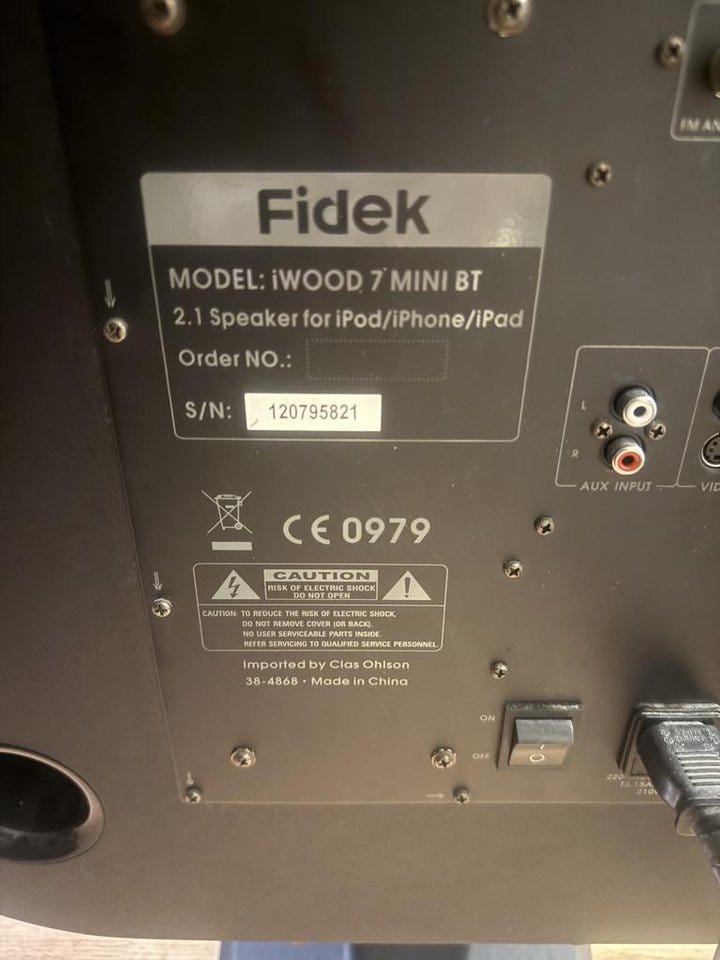 FM AN
Fidek
MODEL: iWOOD 7 MINI BT
2.1 Speaker for iPod/iPhone/iPad
Order NO.:
S/N: 120795821
L
R
AUX INPUT
VID
CE 0979
CAUTION
RISK OF ELECTRIC SHOCK
DO NOT OPEN
CAUTION: TO REDUCE THE RISK OF ELECTRIC SHOCK,
DO NOT REMOVE COVER (OR BACK).
NO USER SERVICEABLE PARTS INSIDE.
REFER SERVICING TO QUALIFIED SERVICE PERSONNEL
Imported by Clas Ohlson
38-4868 · Made in China
ON
OFF